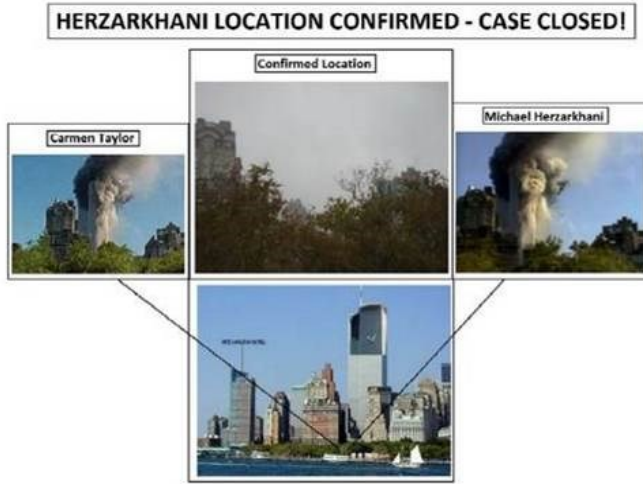 HERZARKHANI LOCATION CONFIRMED - CASE CLOSED!
Confirmed Location
Carmen Taylor
Michael Herzarkhani